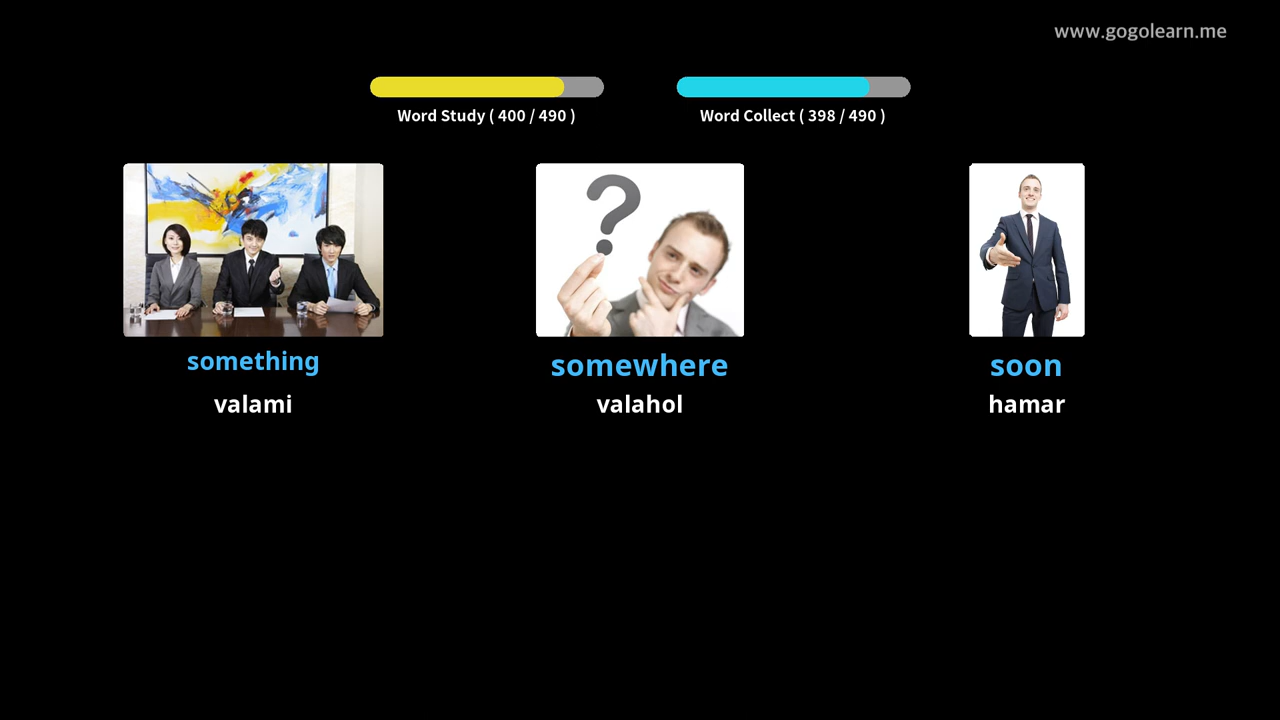 www.gogolearn.me
Word Study ( 400 / 490 )
Word Collect ( 398 / 490 )
something
somewhere
soon
valami
valahol
hamar